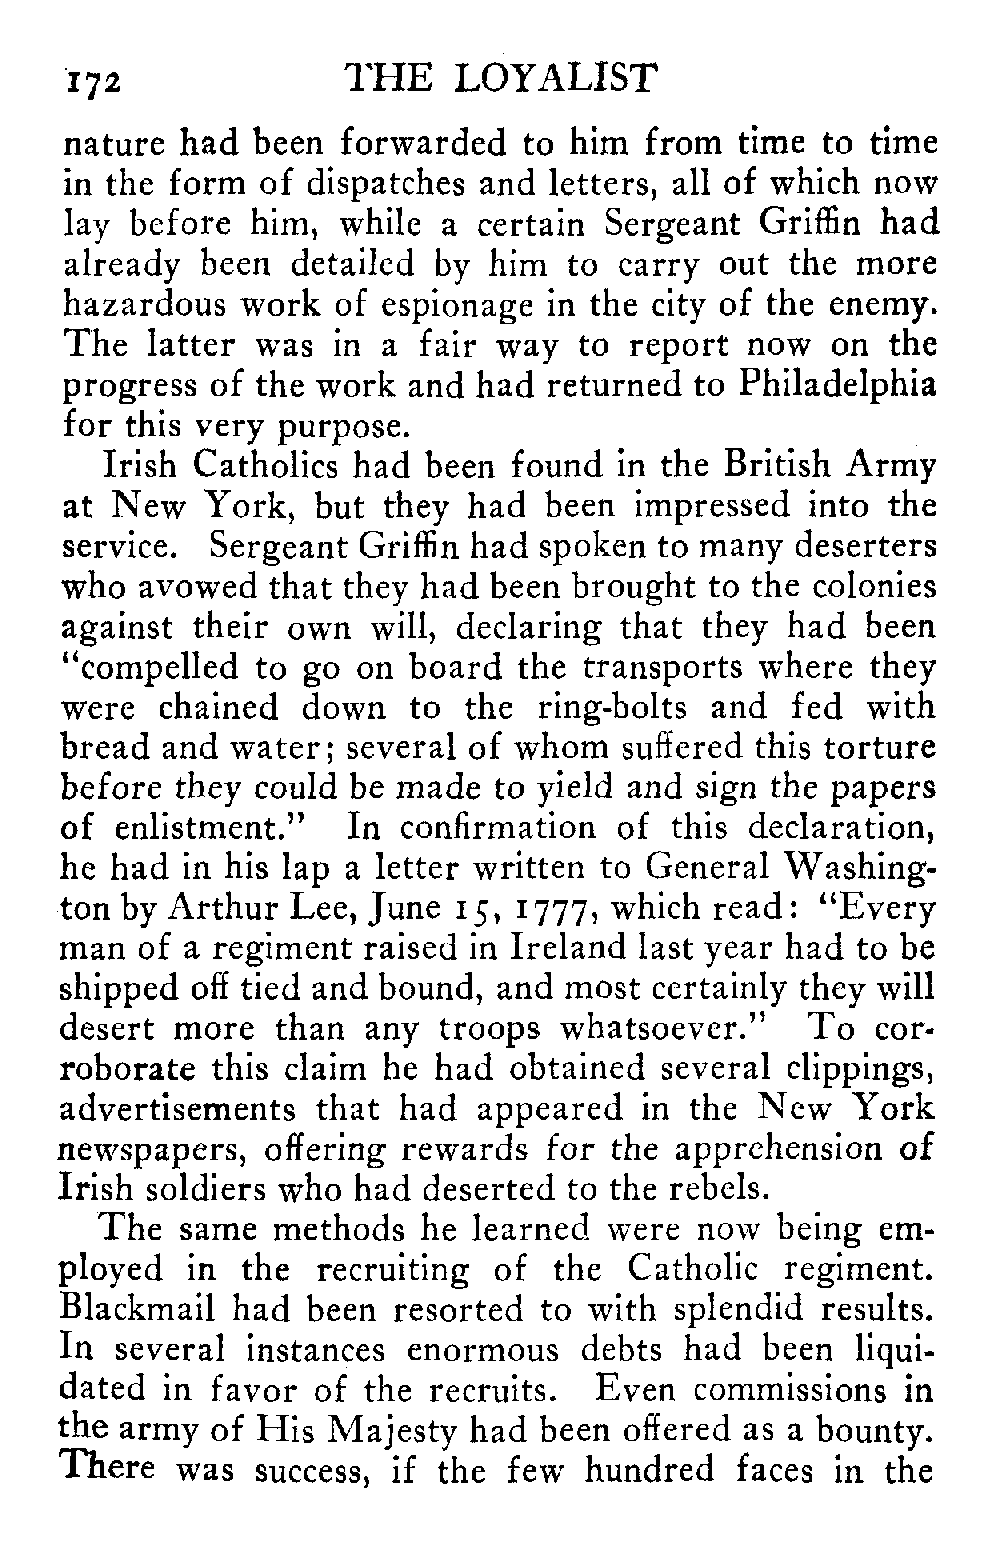 172 THE LOYALIST
nature had been forwarded to him from time to time
in the form of dispatches and letters, all of which now
lay before him, while a certain Sergeant Griffin had
already been detailed by him to carry out the more
hazardous work of espionage in the city of the enemy.
The latter was in a fair way to report now on the
progress of the work and had returned to Philadelphia
for this very purpose.
Irish Catholics had been found in the British Army
at New York, but they had been impressed into the
service. Sergeant Griffin had spoken to many deserters
who avowed that they had been brought to the colonies
against their own will, declaring that they had been
“compelled to go on board the transports where they
were chained down to the ring-bolts and fed with
bread and water; several of whom suffered this torture
before they could be made to yield and sign the papers
of enlistment.” In confirmation of this declaration,
he had in his lap a letter written to General Washing-
ton by Arthur Lee, June 15, 1777, which read: “Every
man of a regiment raised in Ireland last year had to be
shipped off tied and bound, and most certainly they will
desert more than any troops whatsoever.” To cor-
roborate this claim he had obtained several clippings,
advertisements that had appeared in the New York
newspapers, offering rewards for the apprehension of
Irish soldiers who had deserted to the rebels.
The same methods he learned were now being em-
ployed in the recruiting of the Catholic regiment.
Blackmail had been resorted to with splendid results.
In several instances enormous debts had been liqui-
dated in favor of the recruits. Even commissions in
the army of His Majesty had been offered as a bounty.
There was success, if the few hundred faces in the